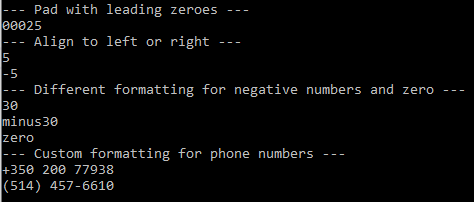 --- Pad with leading zeroes ---
00025
--- Align to left or right ---
5
-5
--- Different formatting for negative numbers and zero ---
30
minus30
zero
--- Custom formatting for phone numbers ---
+350 200 77938
(514) 457-6610